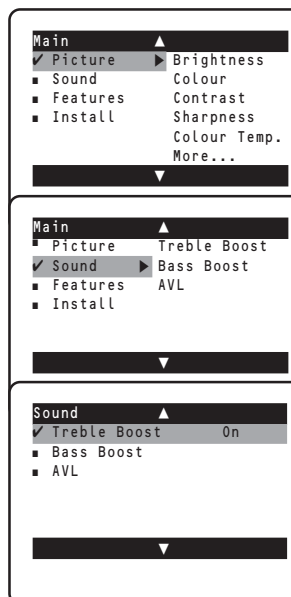 Main
Picture Brightness
Sound Colour
Features Contrast
Install Sharpness
Colour Temp.
More...
Main
Picture Treble Boost
Sound Bass Boost
Features AVL
Install
Sound
Treble Boost On
Bass Boost
AVL